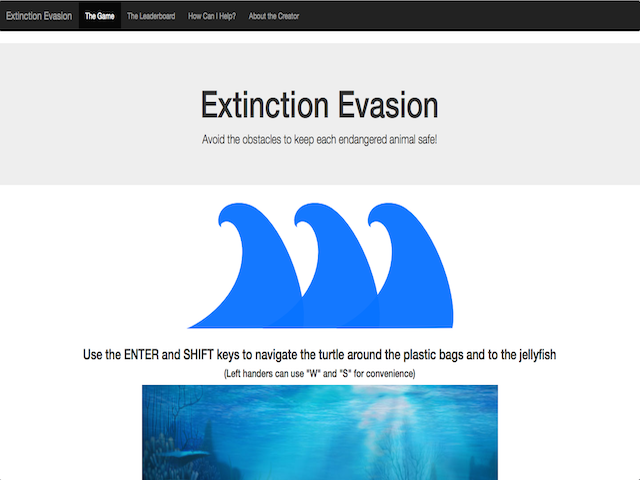 Extinction Evasion The Game The Leaderboard How Can I Help? About the Creator
Extinction Evasion
Avoid the obstacles to keep each endangered animal safe!
Use the ENTER and SHIFT keys to navigate the turtle around the plastic bags and to the jellyfish
(Left handers can use "W" and "S" for convenience)